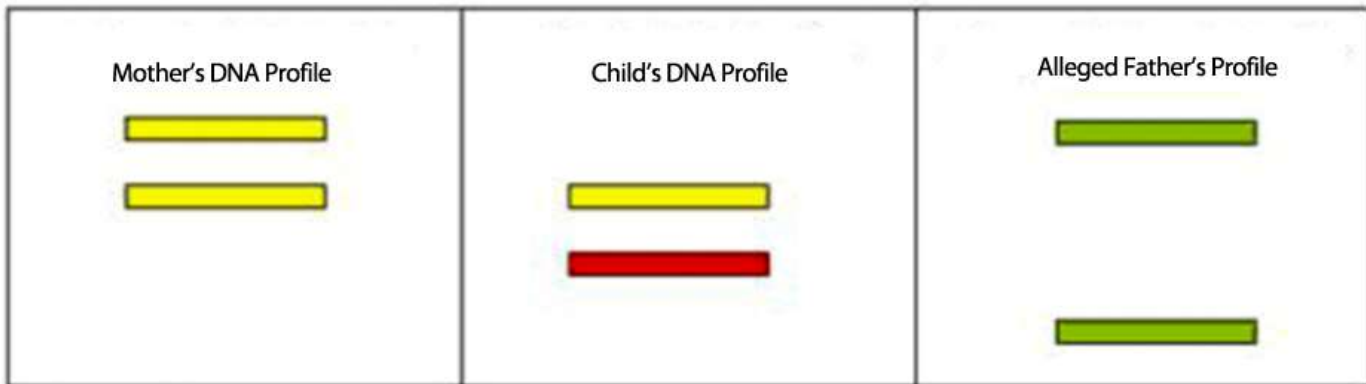 Mother's DNA Profile
Child's DNA Profile
Alleged Father's Profile